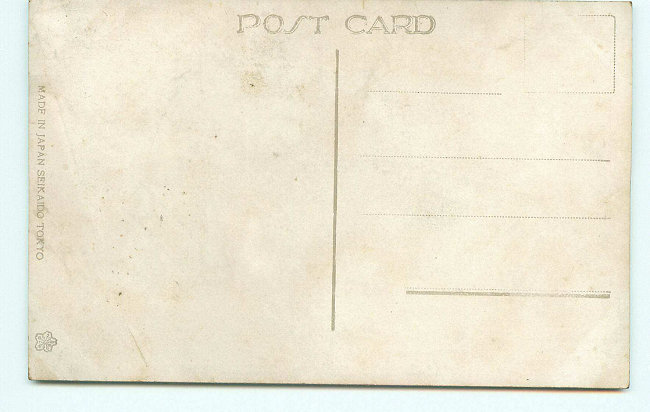 POST CARD
MADE IN JAPAN SEIKAIDO TOKYO